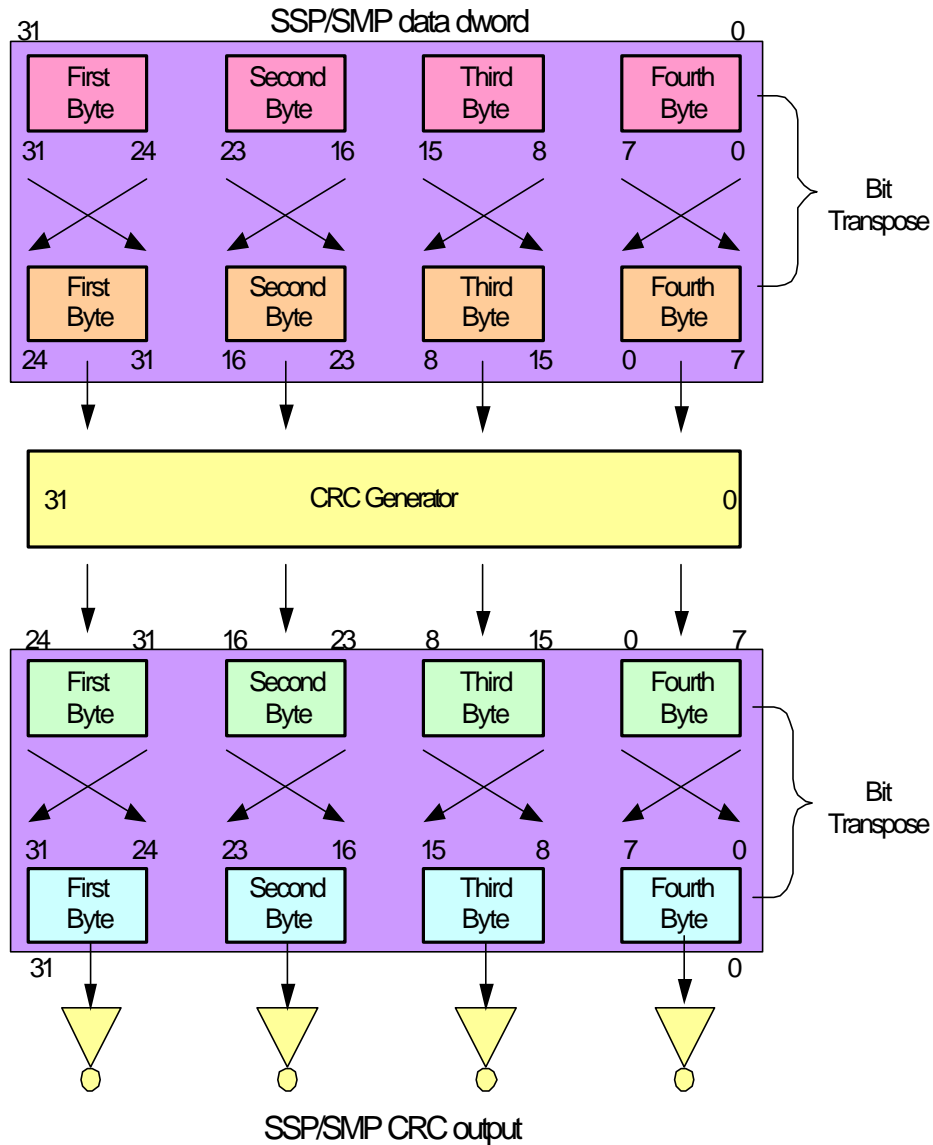 SSP/SMP data dword
31 0
First Second Third Fourth
Byte Byte Byte Byte
31 24 23 16 15 8 7 0
Bit
Transpose
First Second Third Fourth
Byte Byte Byte Byte
24 31 16 23 8 15 0 7
31 CRC Generator 0
24 31 16 23 8 15 0 7
First Second Third Fourth
Byte Byte Byte Byte
Bit
Transpose
31 24 23 16 15 8 7 0
First Second Third Fourth
Byte Byte Byte Byte
31 0
SSP/SMP CRC output